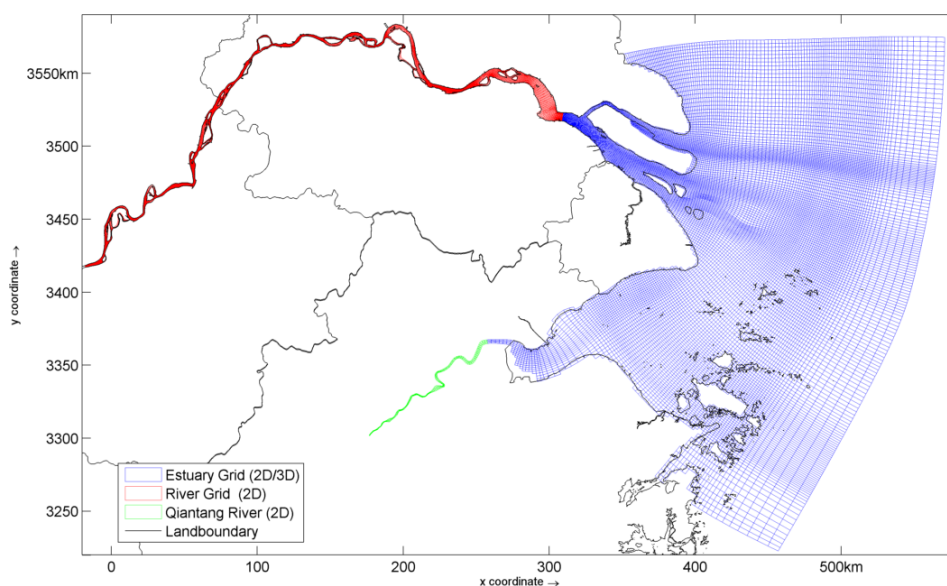 3550km
3500
3450
3400
3350
3300
3250
y coordinate →
Estuary Grid (2D/3D)
River Grid (2D)
Qiantang River (2D)
Landboundary
0
100
200
300
400
500km
x coordinate →